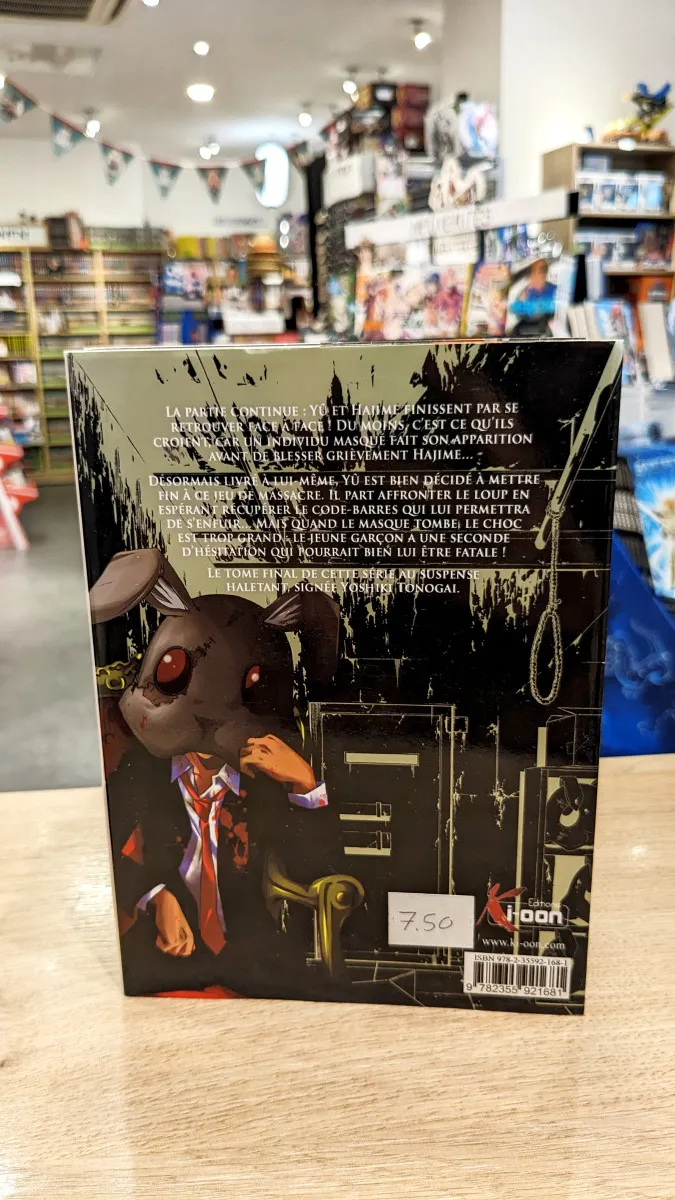 La partie continue : Yû et Hajime finissent par se
retrouver face à face ! Du moins, c'est ce qu'ils
croient car un individu masqué fait son apparition
avant de blesser grièvement Hajime...
Désormais livré à lui-même, Yû est bien décidé à mettre
fin à ce jeu de massacre. Il part affronter le loup en
espérant récupérer le code-barres qui lui permettra
de s'enfuir... Mais quand le masque tombe, le choc
est trop grand : le jeune garçon a une seconde
d'hésitation qui pourrait bien lui être fatale !
Le tome final de cette série au suspense
haletant, signée Yoshiki Tonogai.
7.50
Editions
Ki-oon
www.ki-oon.com
ISBN 978-2-35592-168-1
9 782355 921681